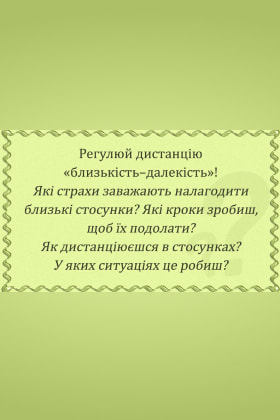 Регулюй дистанцію
«близькість–далекість»!
Які страхи заважають налагодити
близькі стосунки? Які кроки зробиш,
щоб їх подолати?
Як дистанціюєшся в стосунках?
У яких ситуаціях це робиш?